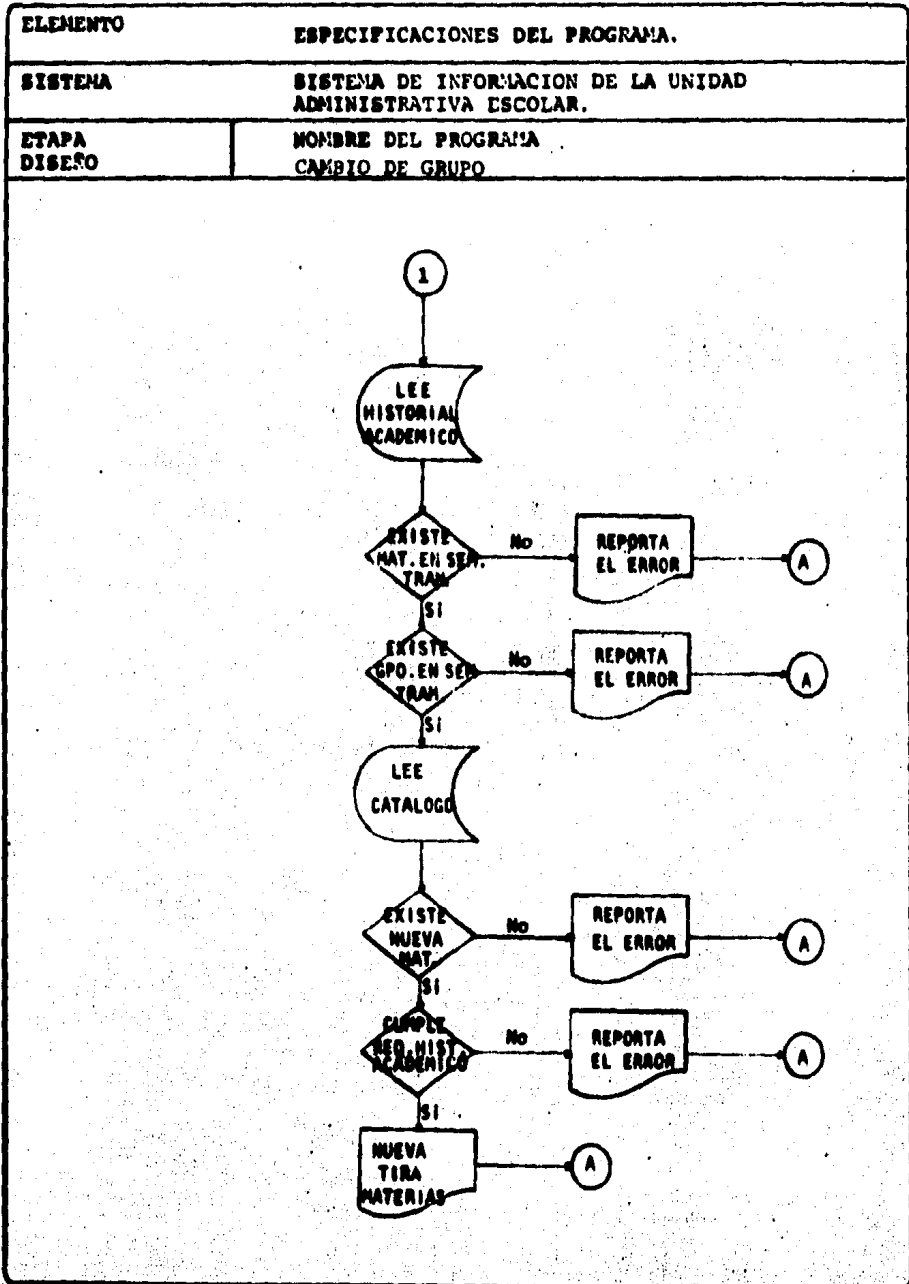 ELEMENTO
ESPECIFICACIONES DEL PROGRAMA.
SISTEMA
SISTEMA DE INFORMACION DE LA UNIDAD
ADMINISTRATIVA ESCOLAR.
ETAPA
DISEÑO
NOMBRE DEL PROGRAMA
CAMBIO DE GRUPO
1
LEE
HISTORIAL
ACADEMICO
EXISTE
MAT. EN SEM.
TRAM
No
REPORTA
EL ERROR
A
Si
EXISTE
GPO. EN SEM
TRAM
No
REPORTA
EL ERROR
A
Si
LEE
CATALOGO
EXISTE
NUEVA
MAT.
No
REPORTA
EL ERROR
A
Si
CUMPLE
REQ. HIST
ACADEMICO
No
REPORTA
EL ERROR
A
Si
NUEVA
TIRA
MATERIAS
A